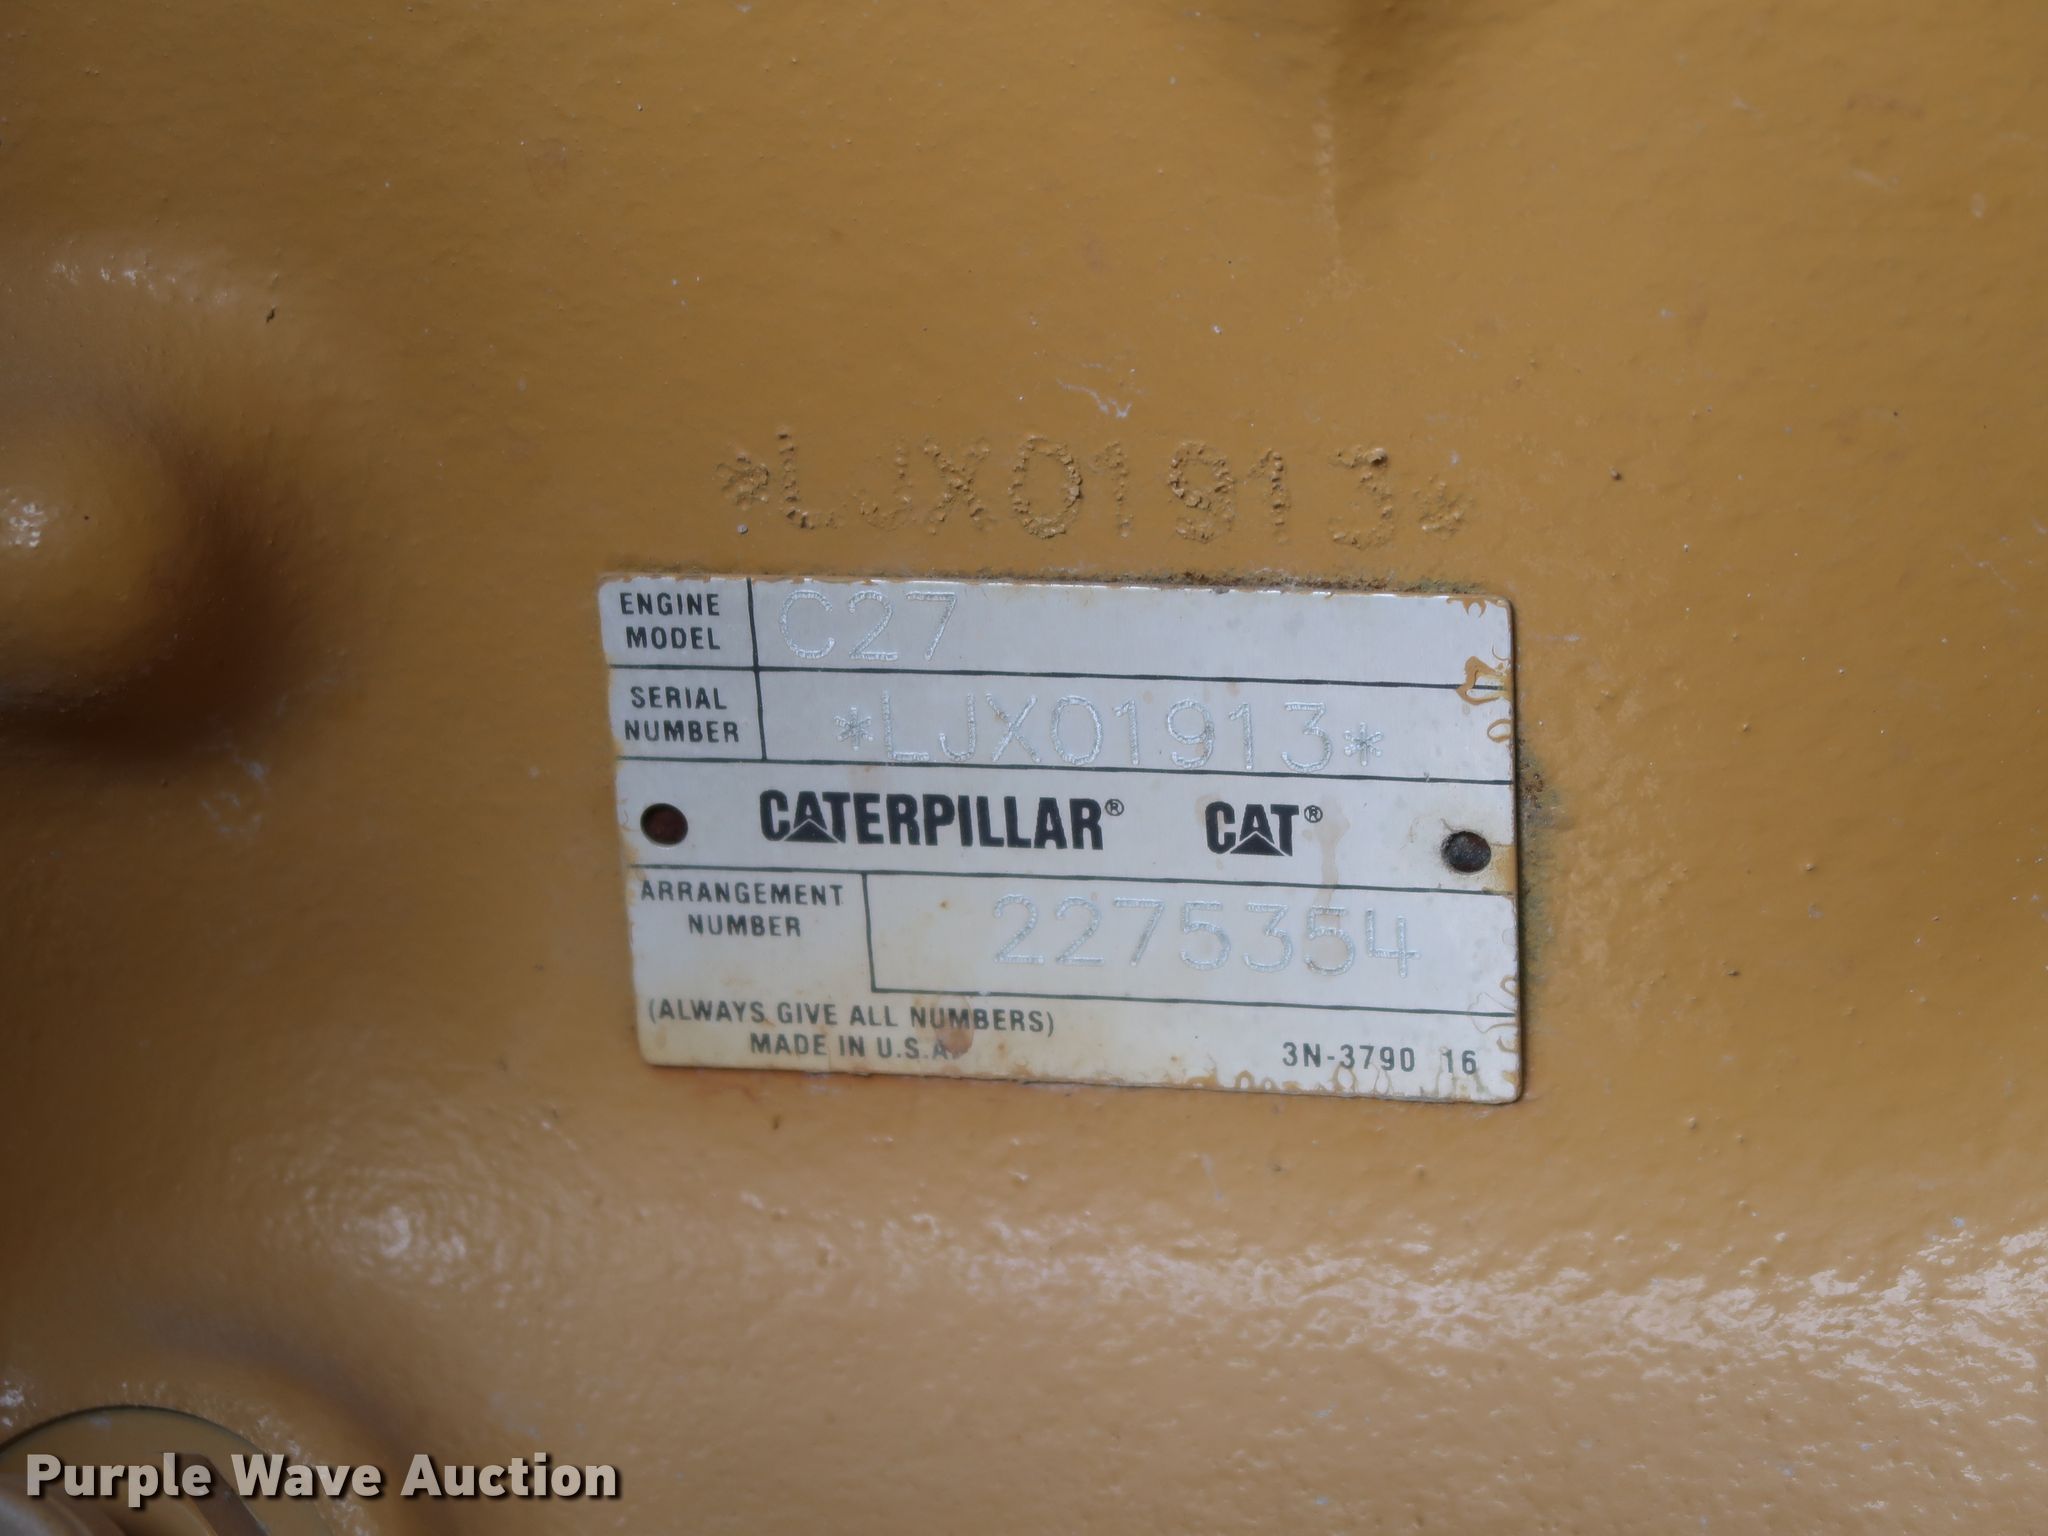 *LJX01913*
ENGINE MODEL C27
SERIAL NUMBER *LJX01913*
CATERPILLAR® CAT®
ARRANGEMENT NUMBER 2275354
(ALWAYS GIVE ALL NUMBERS)
MADE IN U.S.A.
3N-3790 16
Purple Wave Auction